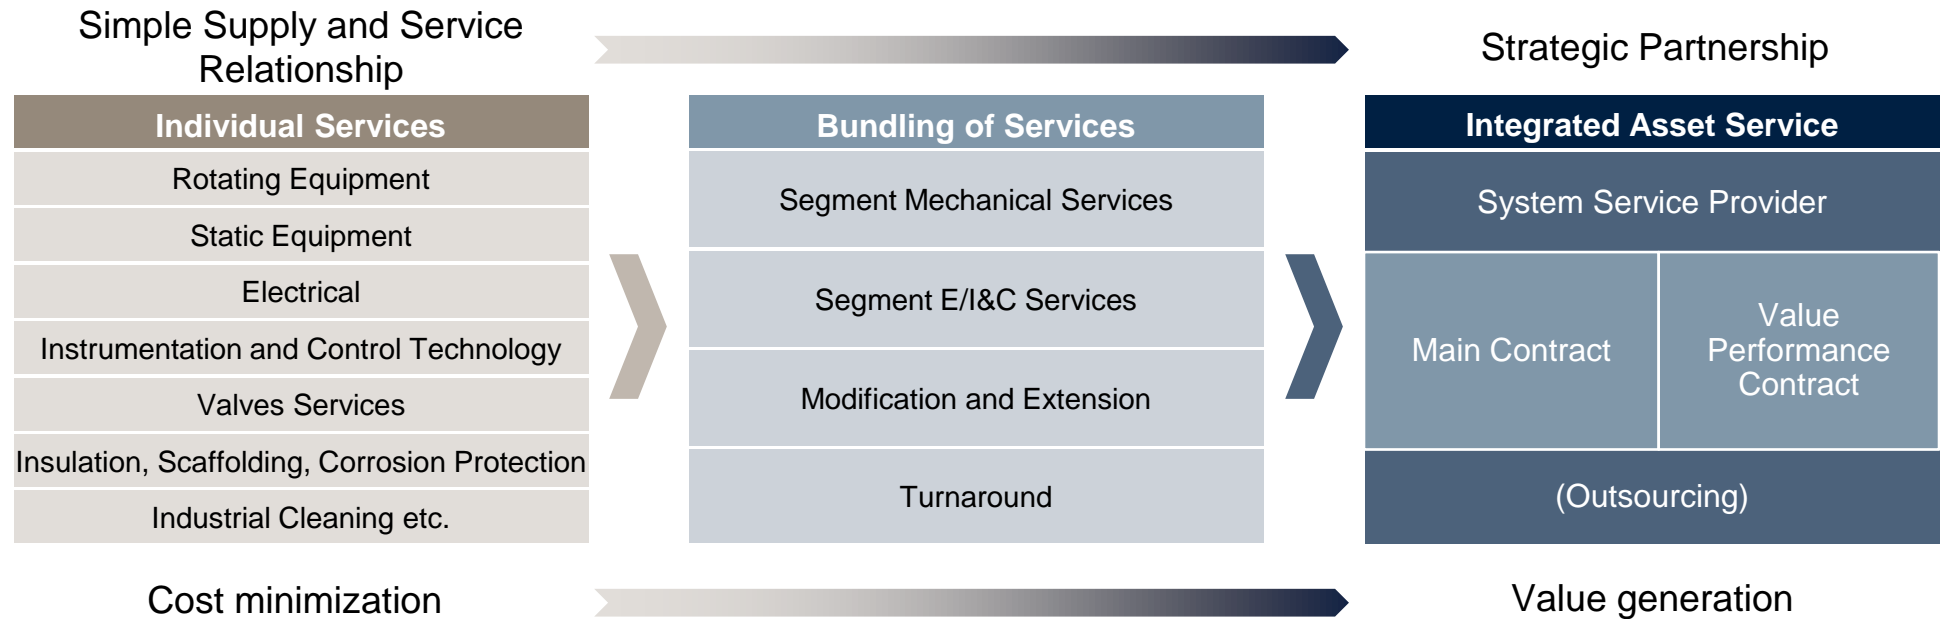 Simple Supply and Service
Relationship
Strategic Partnership
Individual Services
Rotating Equipment
Static Equipment
Electrical
Instrumentation and Control Technology
Valves Services
Insulation, Scaffolding, Corrosion Protection
Industrial Cleaning etc.
Bundling of Services
Segment Mechanical Services
Segment E/I&C Services
Modification and Extension
Turnaround
Integrated Asset Service
System Service Provider
Main Contract
Value
Performance
Contract
(Outsourcing)
Cost minimization
Value generation